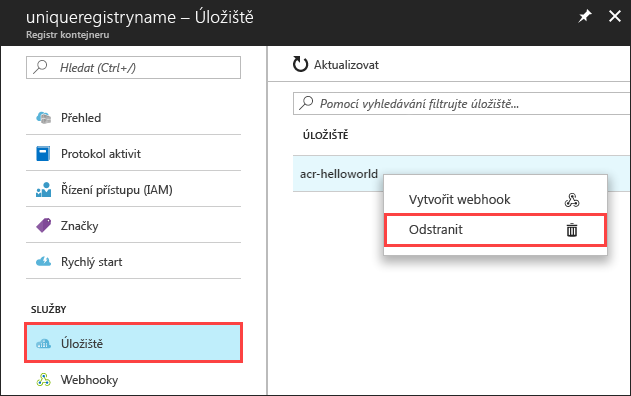 uniqueregistryname – Úložiště
Registr kontejneru
Hledat (Ctrl+/)
Přehled
Protokol aktivit
Řízení přístupu (IAM)
Značky
Rychlý start
SLUŽBY
Úložiště
Webhooky
Aktualizovat
Pomocí vyhledávání filtrujte úložiště...
ÚLOŽIŠTĚ
acr-helloworld
Vytvořit webhook
Odstranit